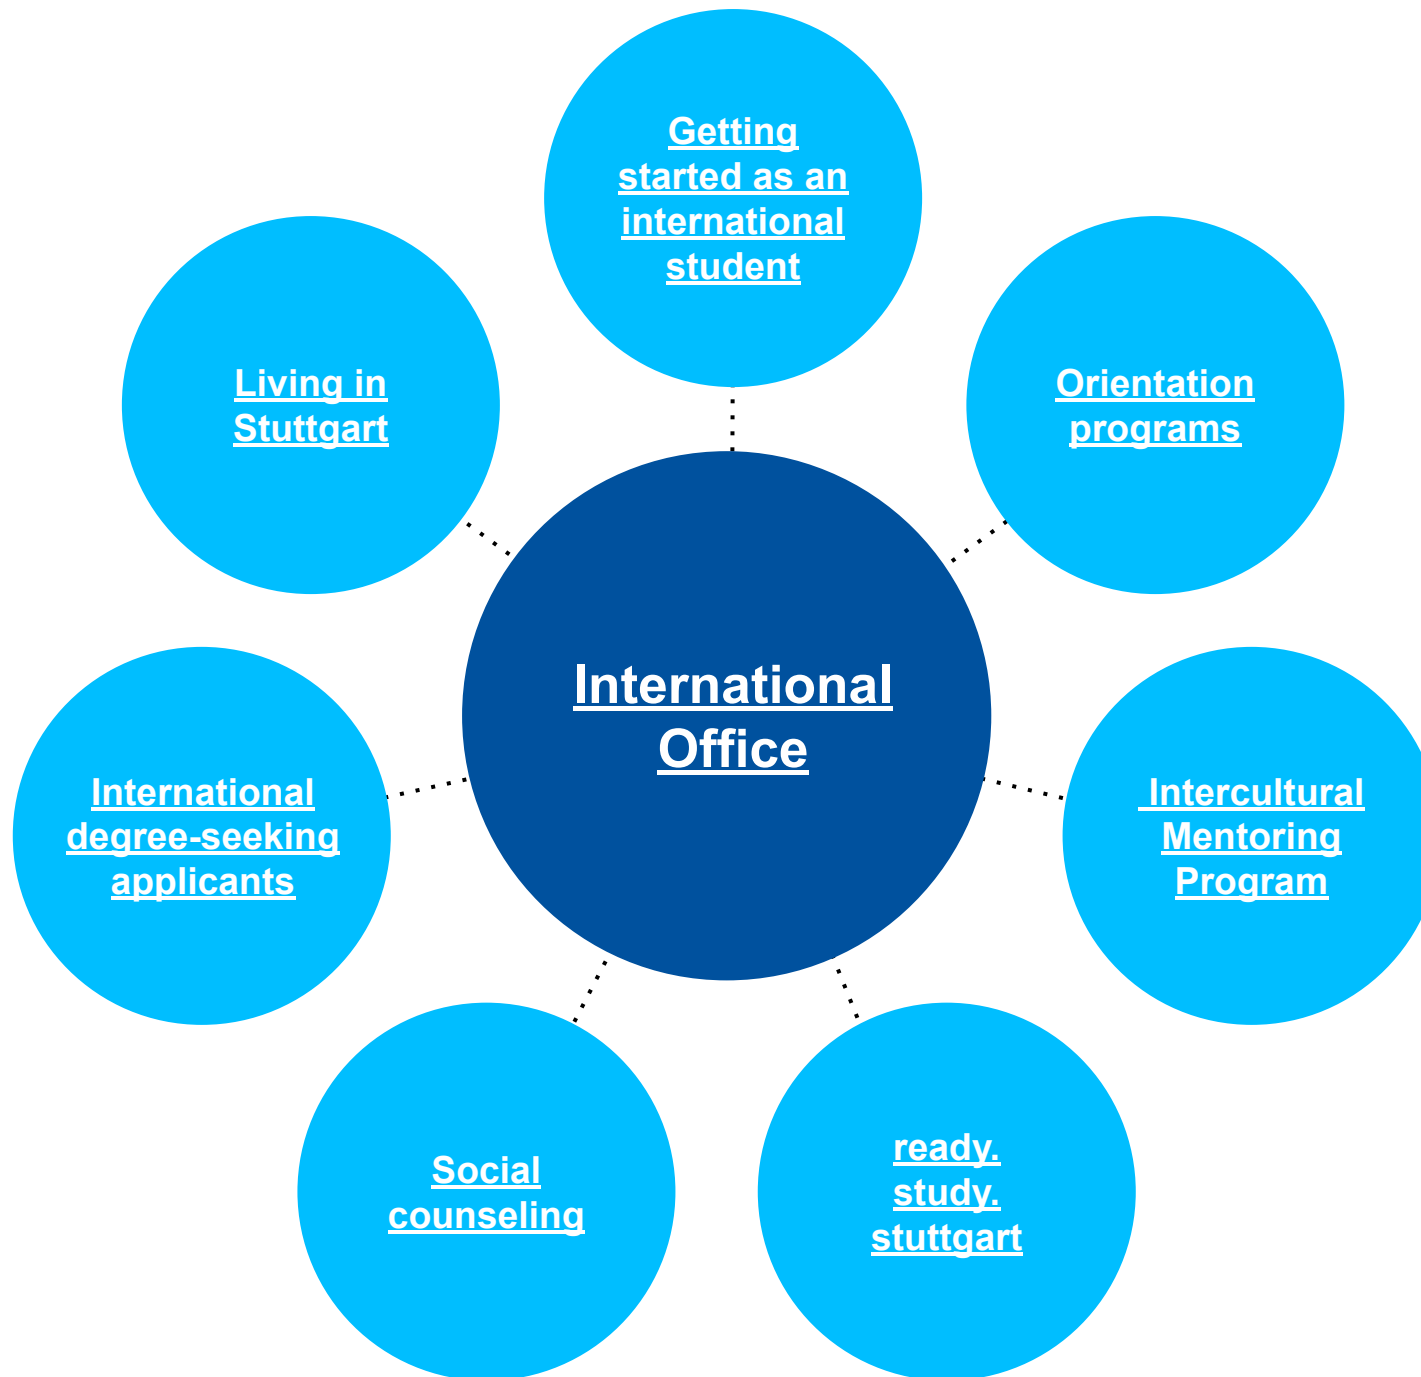 Getting
started as an
international
student
Living in
Stuttgart
Orientation
programs
International
Office
International
degree-seeking
applicants
Intercultural
Mentoring
Program
Social
counseling
ready.
study.
stuttgart